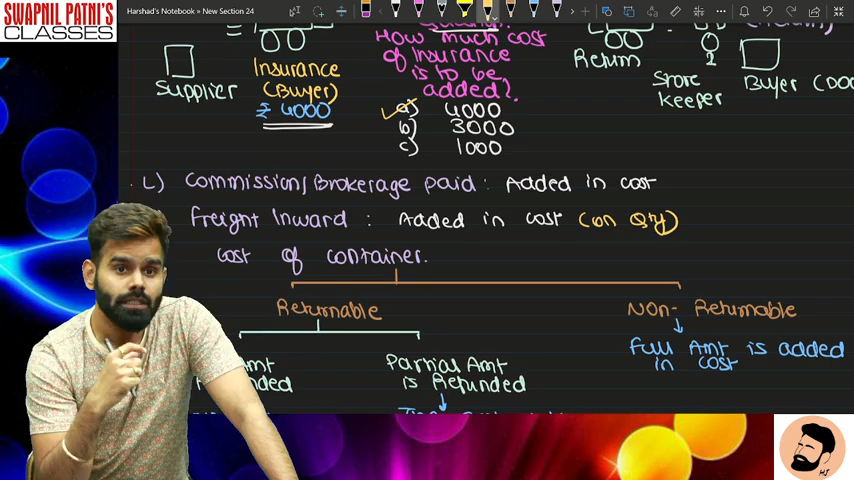 SWAPNIL PATNI'S
CLASSES
Harshad's Notebook » New Section 24
How much cost
of Insurance
is to be
added?
Supplier
Insurance
(Buyer)
₹ 4000
a) 4000
b) 3000
c) 1000
Return
Store
keeper
Buyer
L) Commission/Brokerage paid : Added in cost
Freight Inward : Added in cost (on Qty)
cost of container.
Returnable
Non-Returnable
Full Amt is added
in cost
Amt
Partial Amt
is Refunded